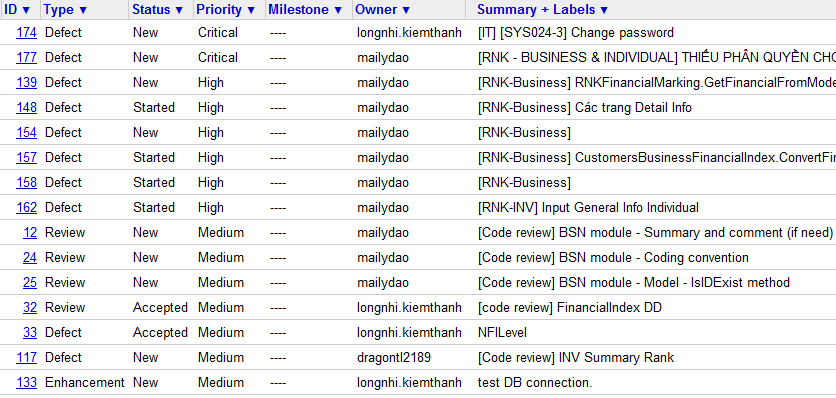 ID ▼ Type ▼ Status ▼ Priority ▼ Milestone ▼ Owner ▼ Summary + Labels ▼
174 Defect New Critical ---- longnhi.kiemthanh [IT] [SYS024-3] Change password
177 Defect New Critical ---- mailydao [RNK - BUSINESS & INDIVIDUAL] THIẾU PHÂN QUYỀN CHO
139 Defect New High ---- mailydao [RNK-Business] RNKFinancialMarking.GetFinancialFromMode
148 Defect Started High ---- mailydao [RNK-Business] Các trang Detail Info
154 Defect New High ---- mailydao [RNK-Business]
157 Defect Started High ---- mailydao [RNK-Business] CustomersBusinessFinancialIndex.ConvertFin
158 Defect Started High ---- mailydao [RNK-Business]
162 Defect Started High ---- mailydao [RNK-INV] Input General Info Individual
12 Review New Medium ---- mailydao [Code review] BSN module - Summary and comment (if need)
24 Review New Medium ---- mailydao [Code review] BSN module - Coding convention
25 Review New Medium ---- mailydao [Code review] BSN module - Model - IsIDExist method
32 Review Accepted Medium ---- longnhi.kiemthanh [code review] FinancialIndex DD
33 Defect Accepted Medium ---- longnhi.kiemthanh NFILevel
117 Defect New Medium ---- dragontl2189 [Code review] INV Summary Rank
133 Enhancement New Medium ---- longnhi.kiemthanh test DB connection.